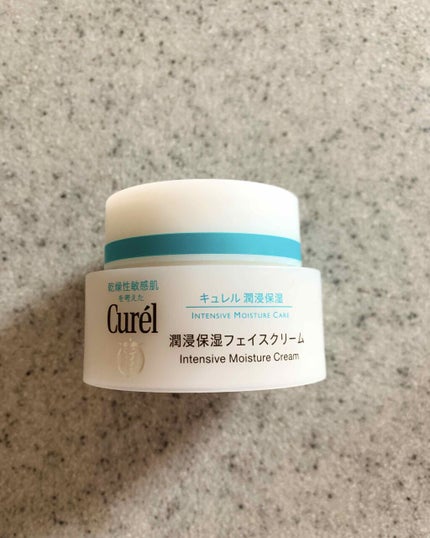 乾燥性敏感肌
を考えた
Curél
キュレル 潤浸保湿
INTENSIVE MOISTURE CARE
潤浸保湿フェイスクリーム
Intensive Moisture Cream